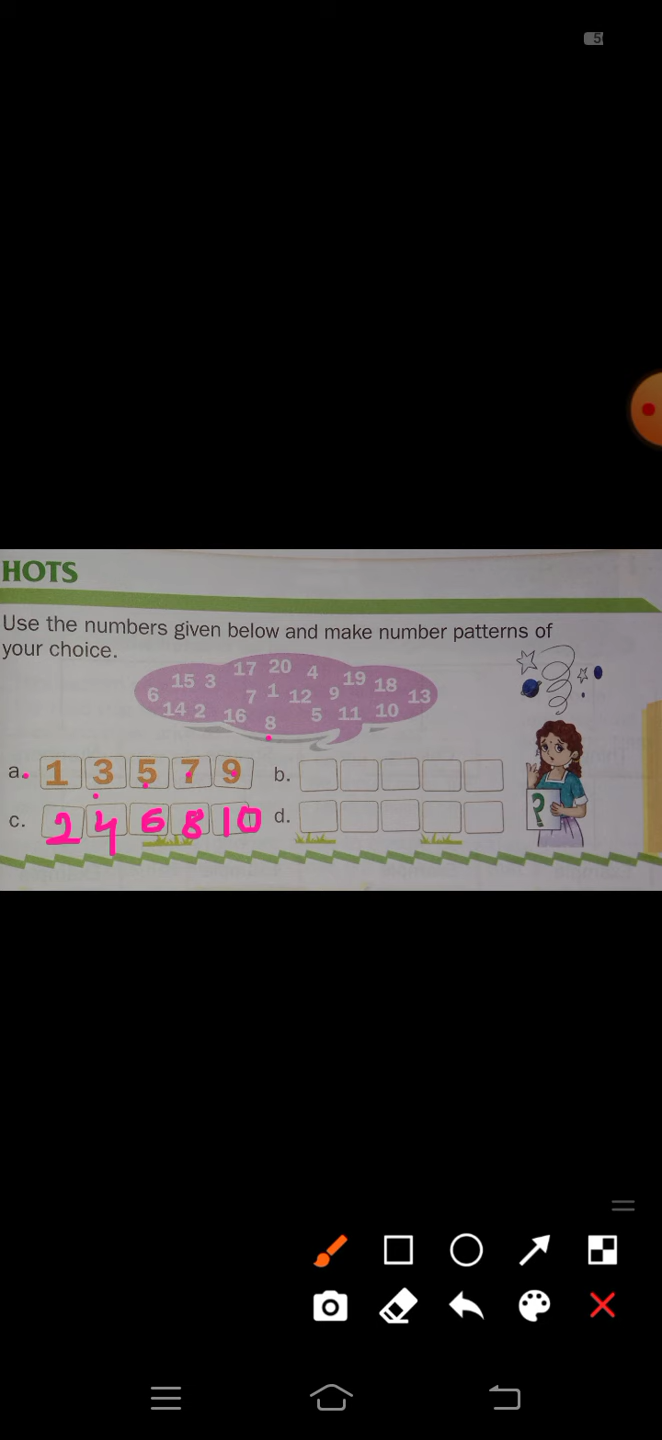 5
HOTS
Use the numbers given below and make number patterns of
your choice.
17 20 4
15 3 19 18
6 7 1 12 9 13
14 2 16 8 5 11 10
a. 1 3 5 7 9 b.
c. 2 4 6 8 10 d.
?